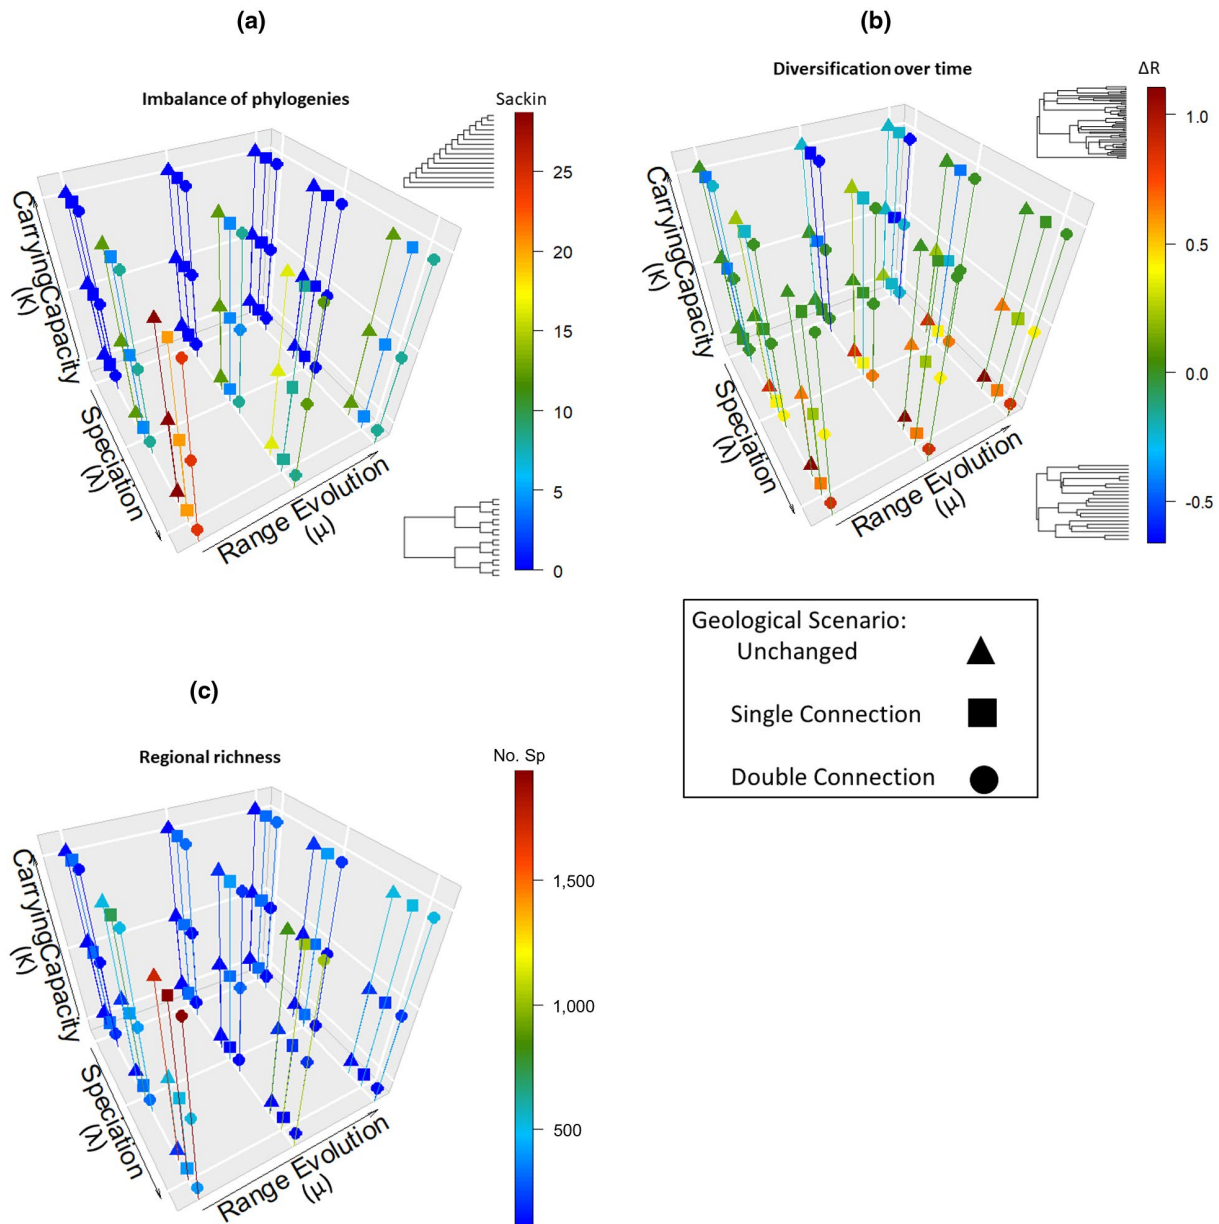 (a)
Imbalance of phylogenies
Sackin
25
20
15
10
5
0
CarryingCapacity
(K)
Speciation
(λ)
Range Evolution
(μ)
(b)
Diversification over time
ΔR
1.0
0.5
0.0
-0.5
CarryingCapacity
(K)
Speciation
(λ)
Range Evolution
(μ)
Geological Scenario:
Unchanged
Single Connection
Double Connection
(c)
Regional richness
No. Sp
1,500
1,000
500
CarryingCapacity
(K)
Speciation
(λ)
Range Evolution
(μ)